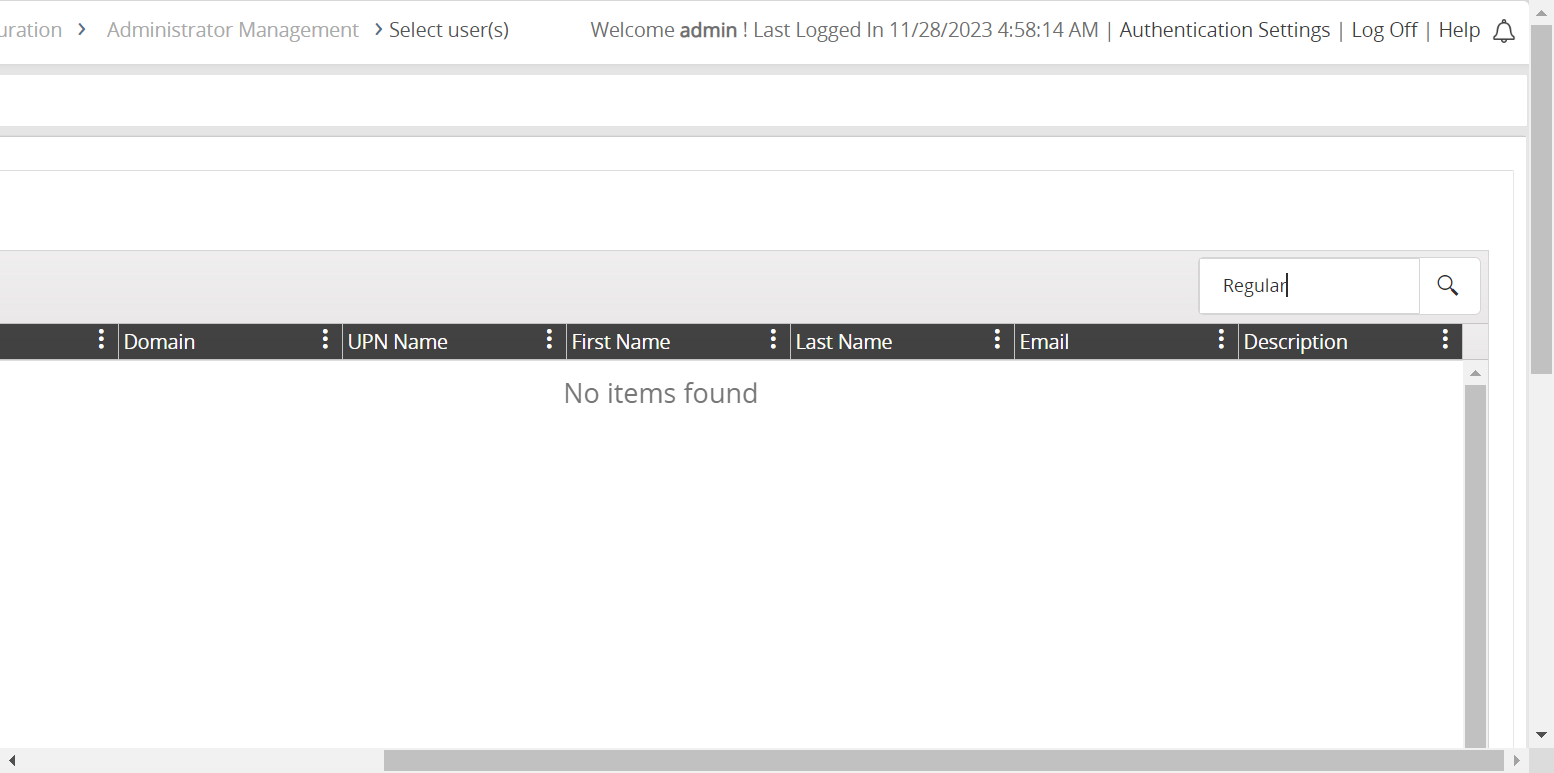 uration > Administrator Management > Select user(s) Welcome admin ! Last Logged In 11/28/2023 4:58:14 AM | Authentication Settings | Log Off | Help
Regular
Domain UPN Name First Name Last Name Email Description
No items found